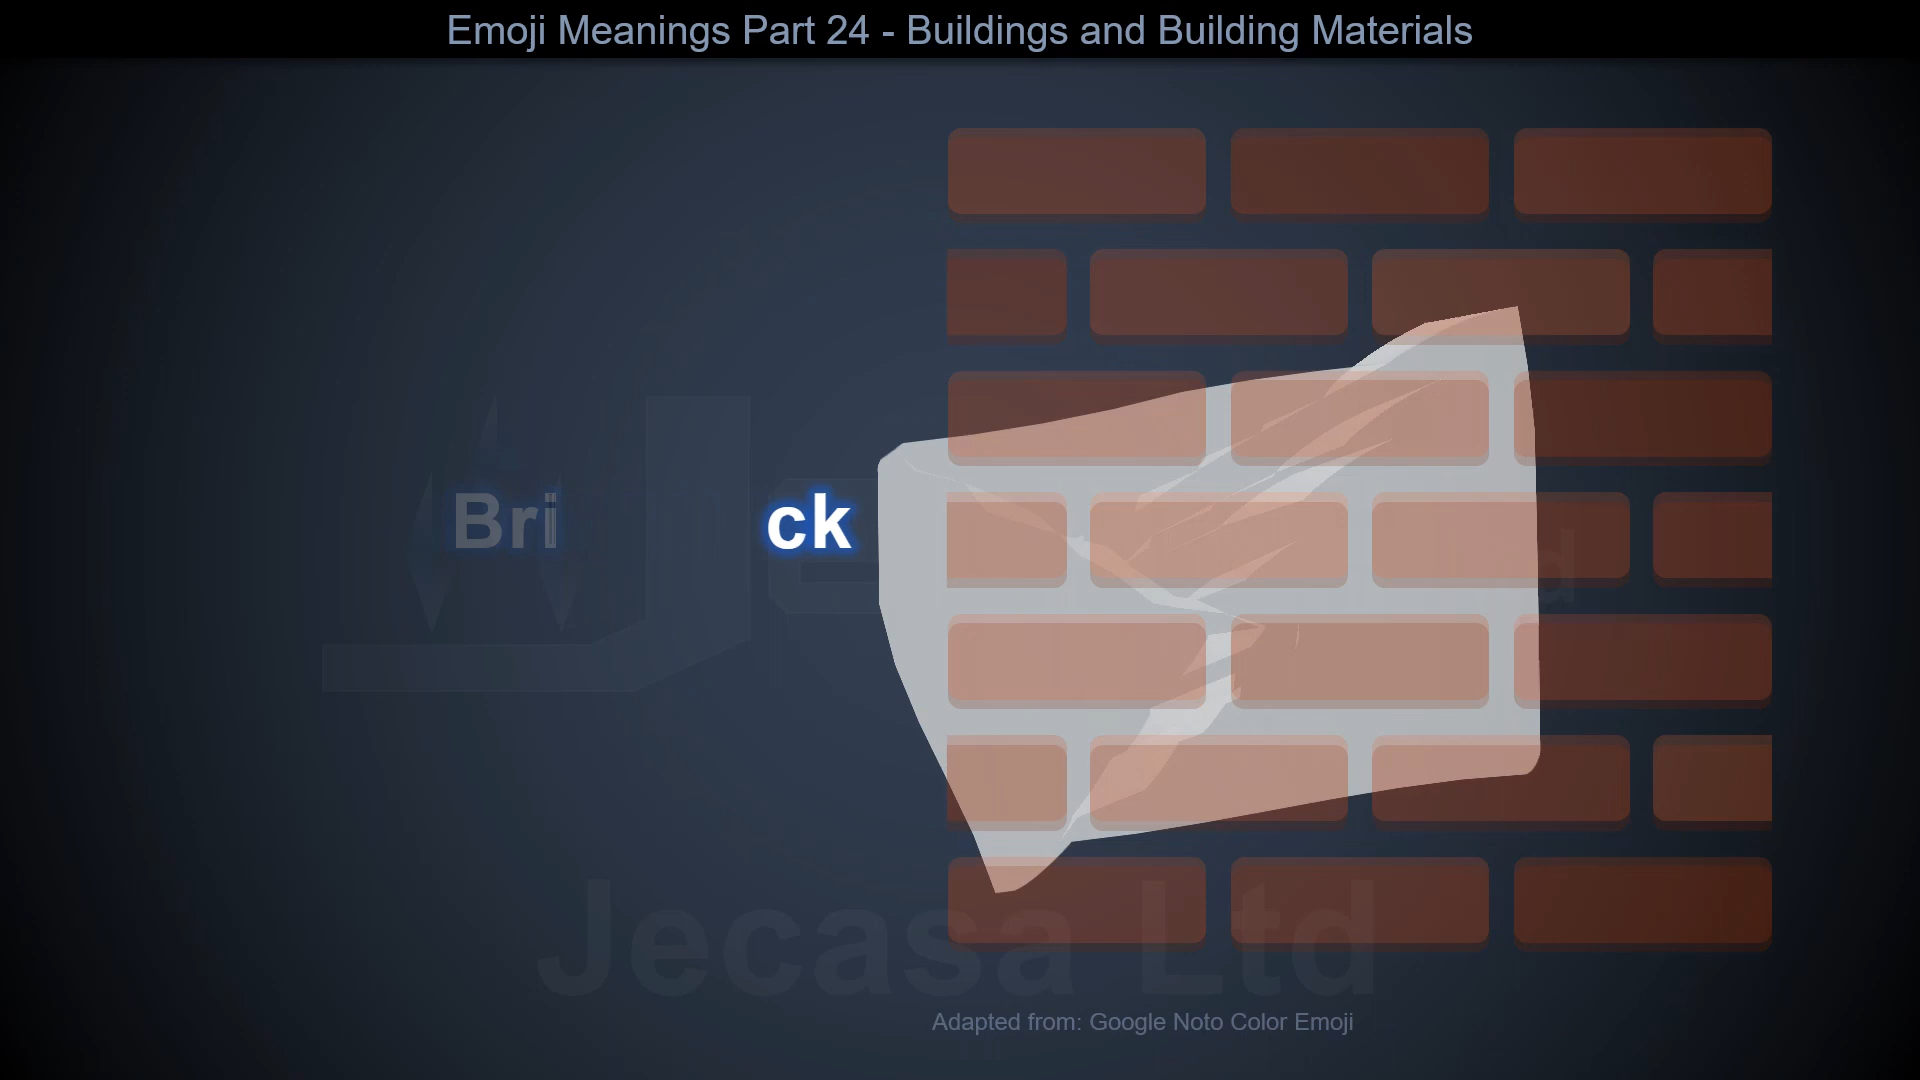 Emoji Meanings Part 24 - Buildings and Building Materials
Bri ck
Jecasa Ltd
Adapted from: Google Noto Color Emoji